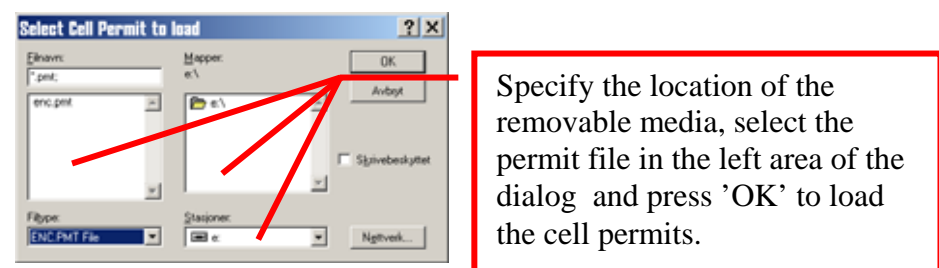 Select Cell Permit to load
Filnavn:
*.pmt;
enc.pmt
Mapper:
e:\
e:\
OK
Avbryt
Skrivebeskyttet
Filtype:
ENC.PMT File
Stasjoner:
e:
Nettverk...
Specify the location of the
removable media, select the
permit file in the left area of the
dialog and press ’OK’ to load
the cell permits.